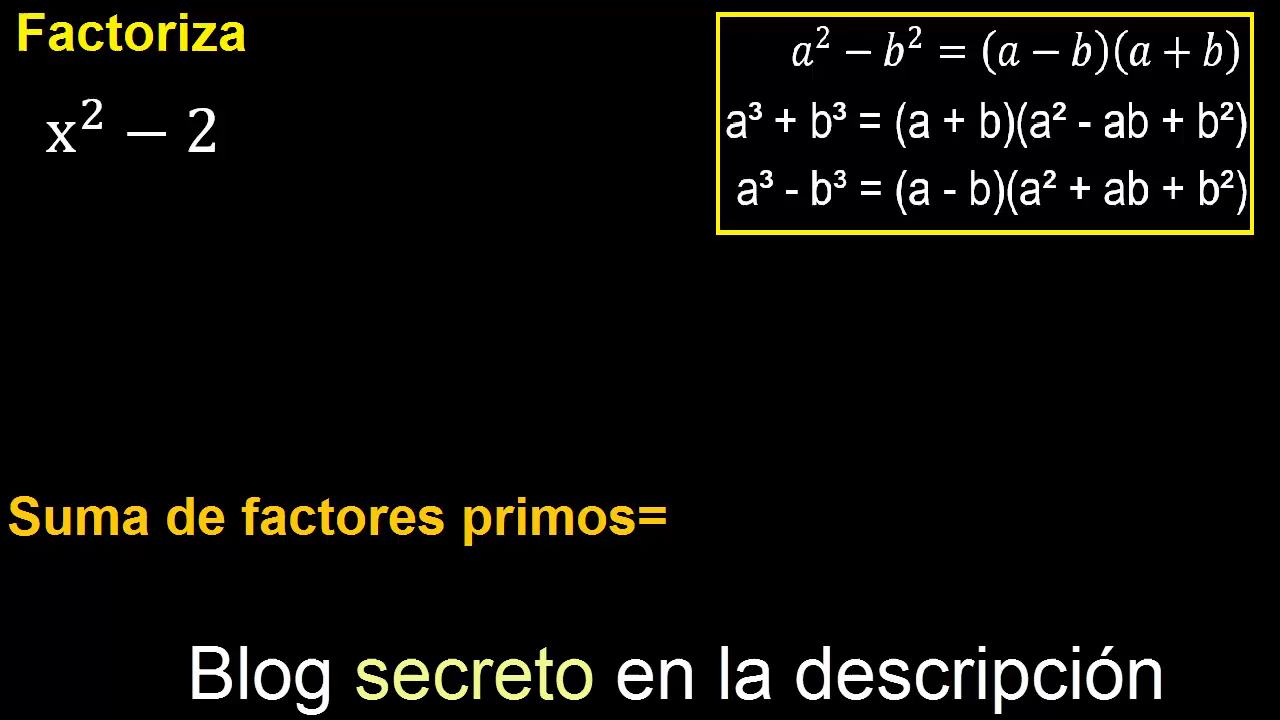 Factoriza
x² − 2
a² − b² = (a − b)(a + b)
a³ + b³ = (a + b)(a² - ab + b²)
a³ - b³ = (a - b)(a² + ab + b²)
Suma de factores primos=
Blog secreto en la descripción